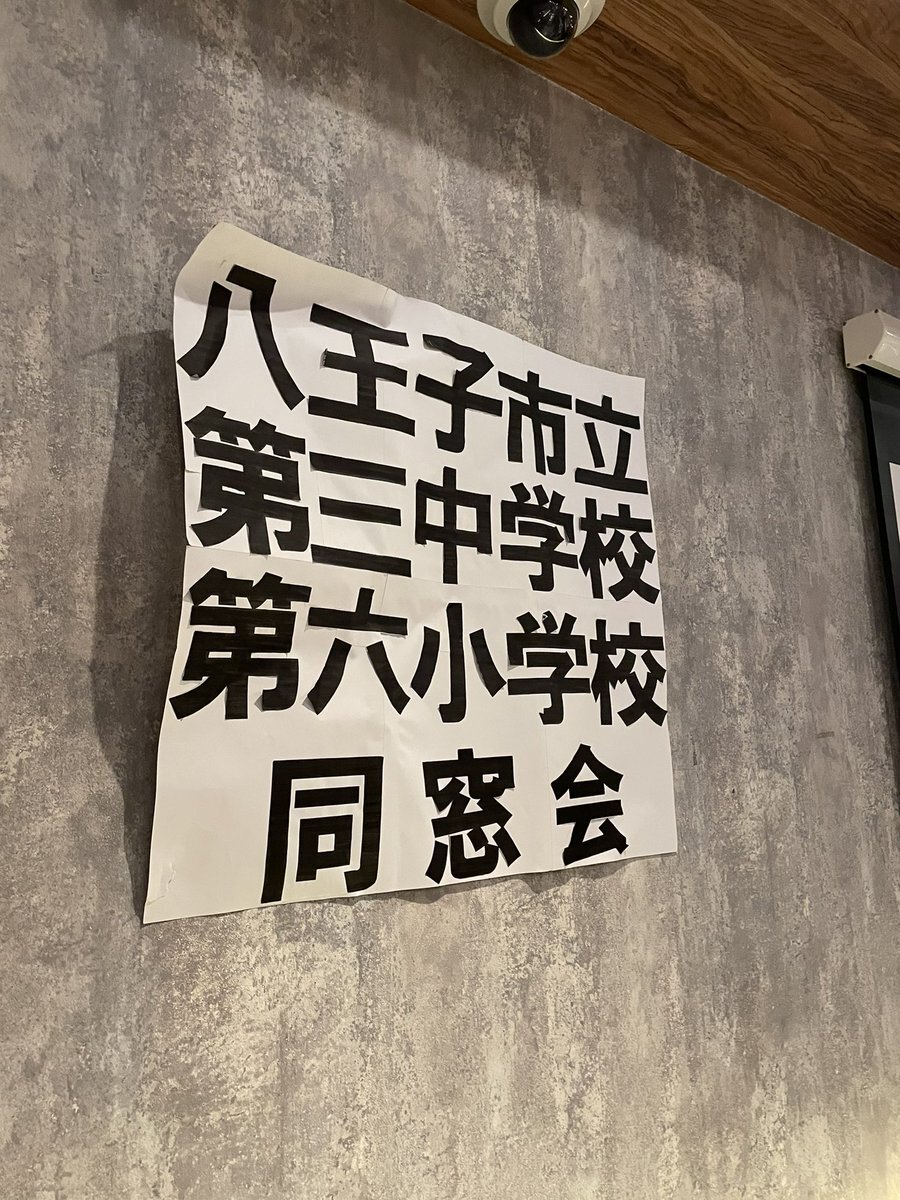 八王子市立
第三中学校
第六小学校
同窓会